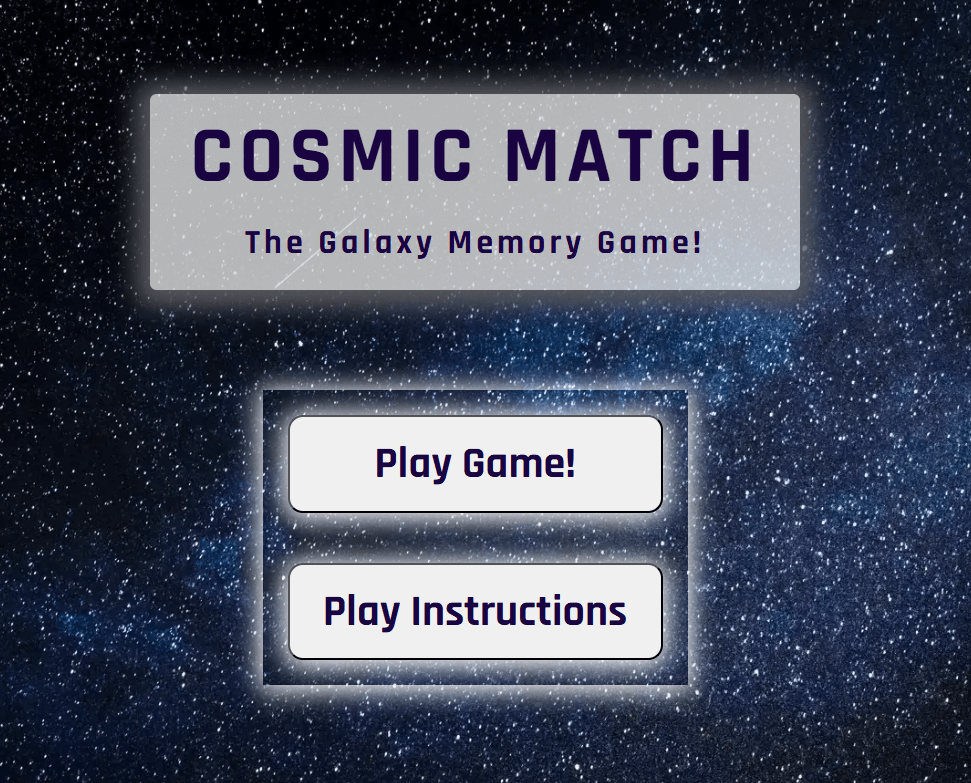 COSMIC MATCH
The Galaxy Memory Game!
Play Game!
Play Instructions